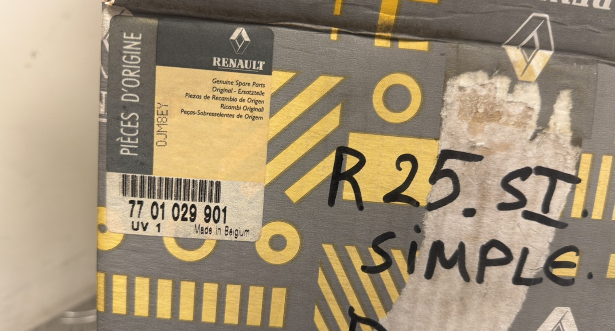 RENAULT
PIÈCES D'ORIGINE
Genuine Spare Parts
Original - Ersatzteile
Piezas de Recambio de Origen
Ricambi Originali
Peças-Sobresselentes de Origem
0JM8EY
77 01 029 901
UV 1 Made in Belgium
R 25. ST.
SiMPLE.